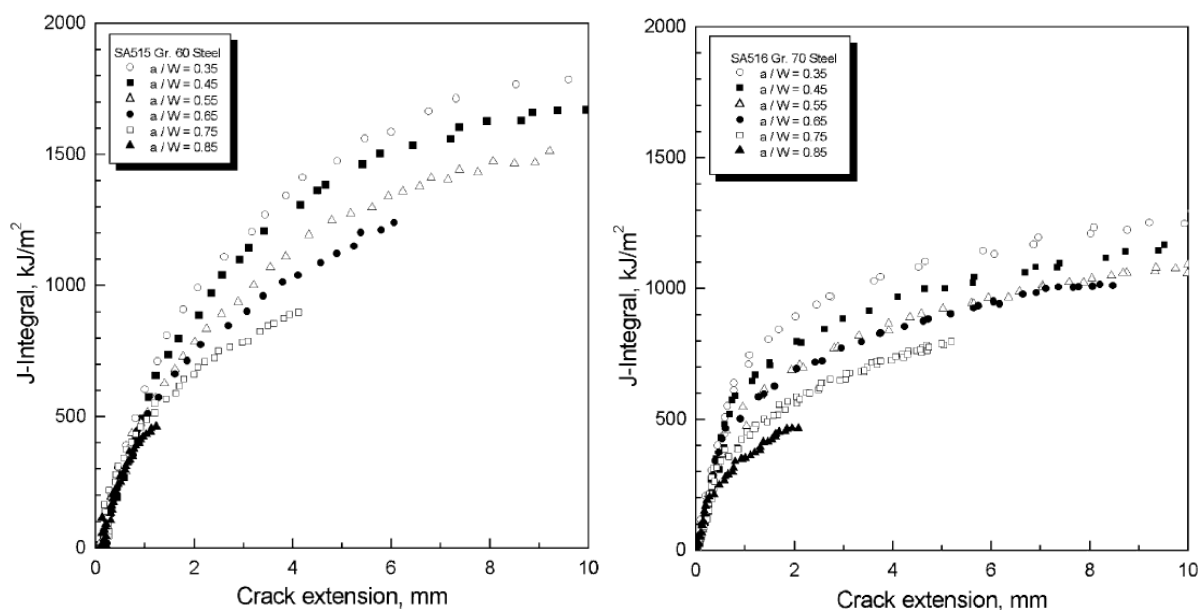 2000
1500
1000
500
0
J-Integral, kJ/m²
SA515 Gr. 60 Steel
a / W = 0.35
a / W = 0.45
a / W = 0.55
a / W = 0.65
a / W = 0.75
a / W = 0.85
0 2 4 6 8 10
Crack extension, mm
2000
1500
1000
500
0
J-Integral, kJ/m²
SA516 Gr. 70 Steel
a / W = 0.35
a / W = 0.45
a / W = 0.55
a / W = 0.65
a / W = 0.75
a / W = 0.85
0 2 4 6 8 10
Crack extension, mm